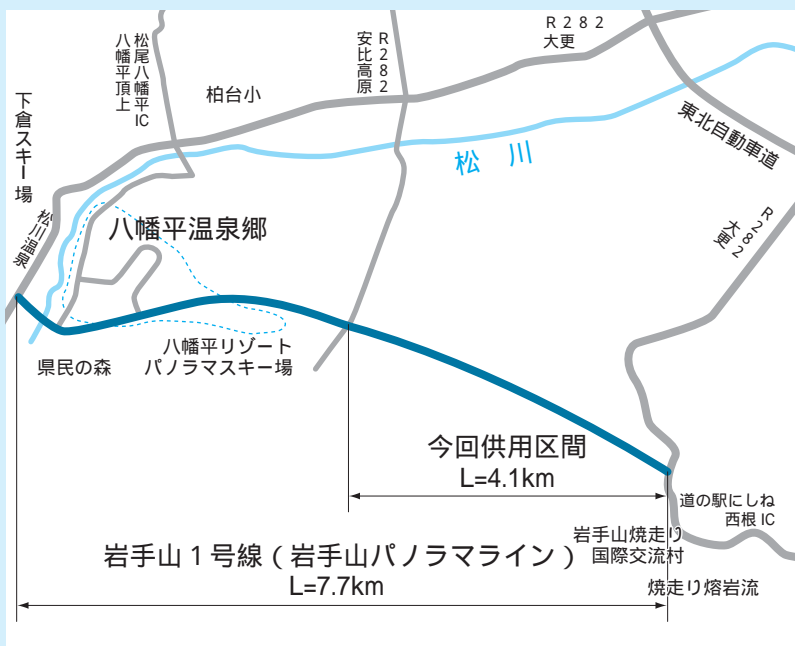 R282
大更
松尾八幡平IC
八幡平頂上
R282
安比高原
柏台小
下倉スキー場
東北自動車道
松川
松川温泉
R282
大更
八幡平温泉郷
八幡平リゾート
パノラマスキー場
県民の森
今回供用区間
L=4.1km
道の駅にしね
西根IC
岩手山焼走り
国際交流村
岩手山1号線(岩手山パノラマライン)
L=7.7km
焼走り熔岩流